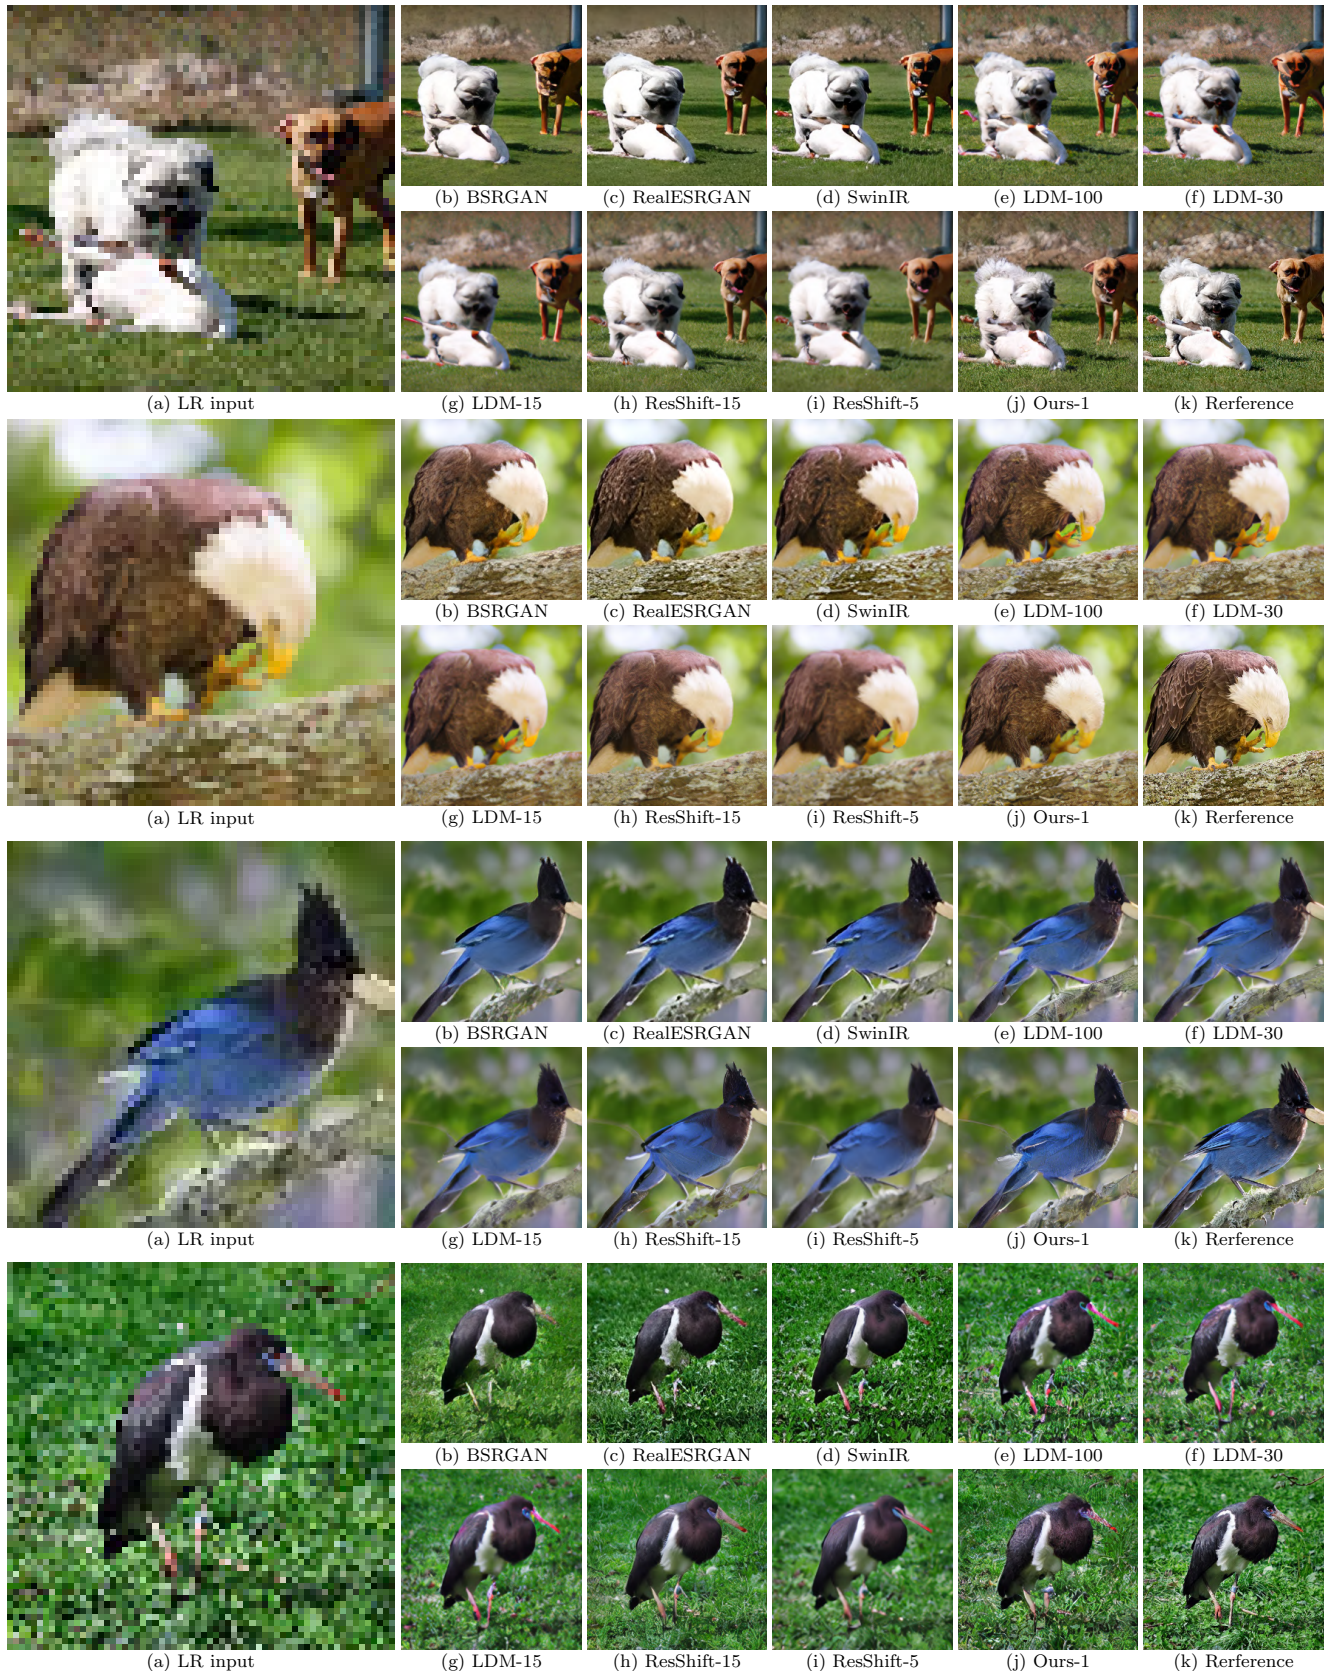 (b) BSRGAN (c) RealESRGAN (d) SwinIR (e) LDM-100 (f) LDM-30
(a) LR input (g) LDM-15 (h) ResShift-15 (i) ResShift-5 (j) Ours-1 (k) Rerference
(b) BSRGAN (c) RealESRGAN (d) SwinIR (e) LDM-100 (f) LDM-30
(a) LR input (g) LDM-15 (h) ResShift-15 (i) ResShift-5 (j) Ours-1 (k) Rerference
(b) BSRGAN (c) RealESRGAN (d) SwinIR (e) LDM-100 (f) LDM-30
(a) LR input (g) LDM-15 (h) ResShift-15 (i) ResShift-5 (j) Ours-1 (k) Rerference
(b) BSRGAN (c) RealESRGAN (d) SwinIR (e) LDM-100 (f) LDM-30
(a) LR input (g) LDM-15 (h) ResShift-15 (i) ResShift-5 (j) Ours-1 (k) Rerference